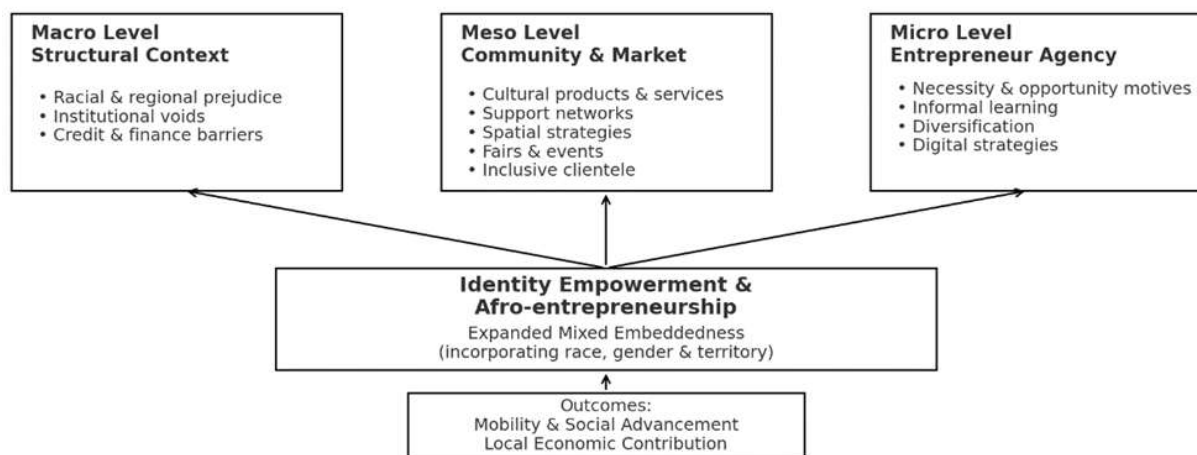 Macro Level
Structural Context
• Racial & regional prejudice
• Institutional voids
• Credit & finance barriers
Meso Level
Community & Market
• Cultural products & services
• Support networks
• Spatial strategies
• Fairs & events
• Inclusive clientele
Micro Level
Entrepreneur Agency
• Necessity & opportunity motives
• Informal learning
• Diversification
• Digital strategies
Identity Empowerment &
Afro-entrepreneurship
Expanded Mixed Embeddedness
(incorporating race, gender & territory)
Outcomes:
Mobility & Social Advancement
Local Economic Contribution